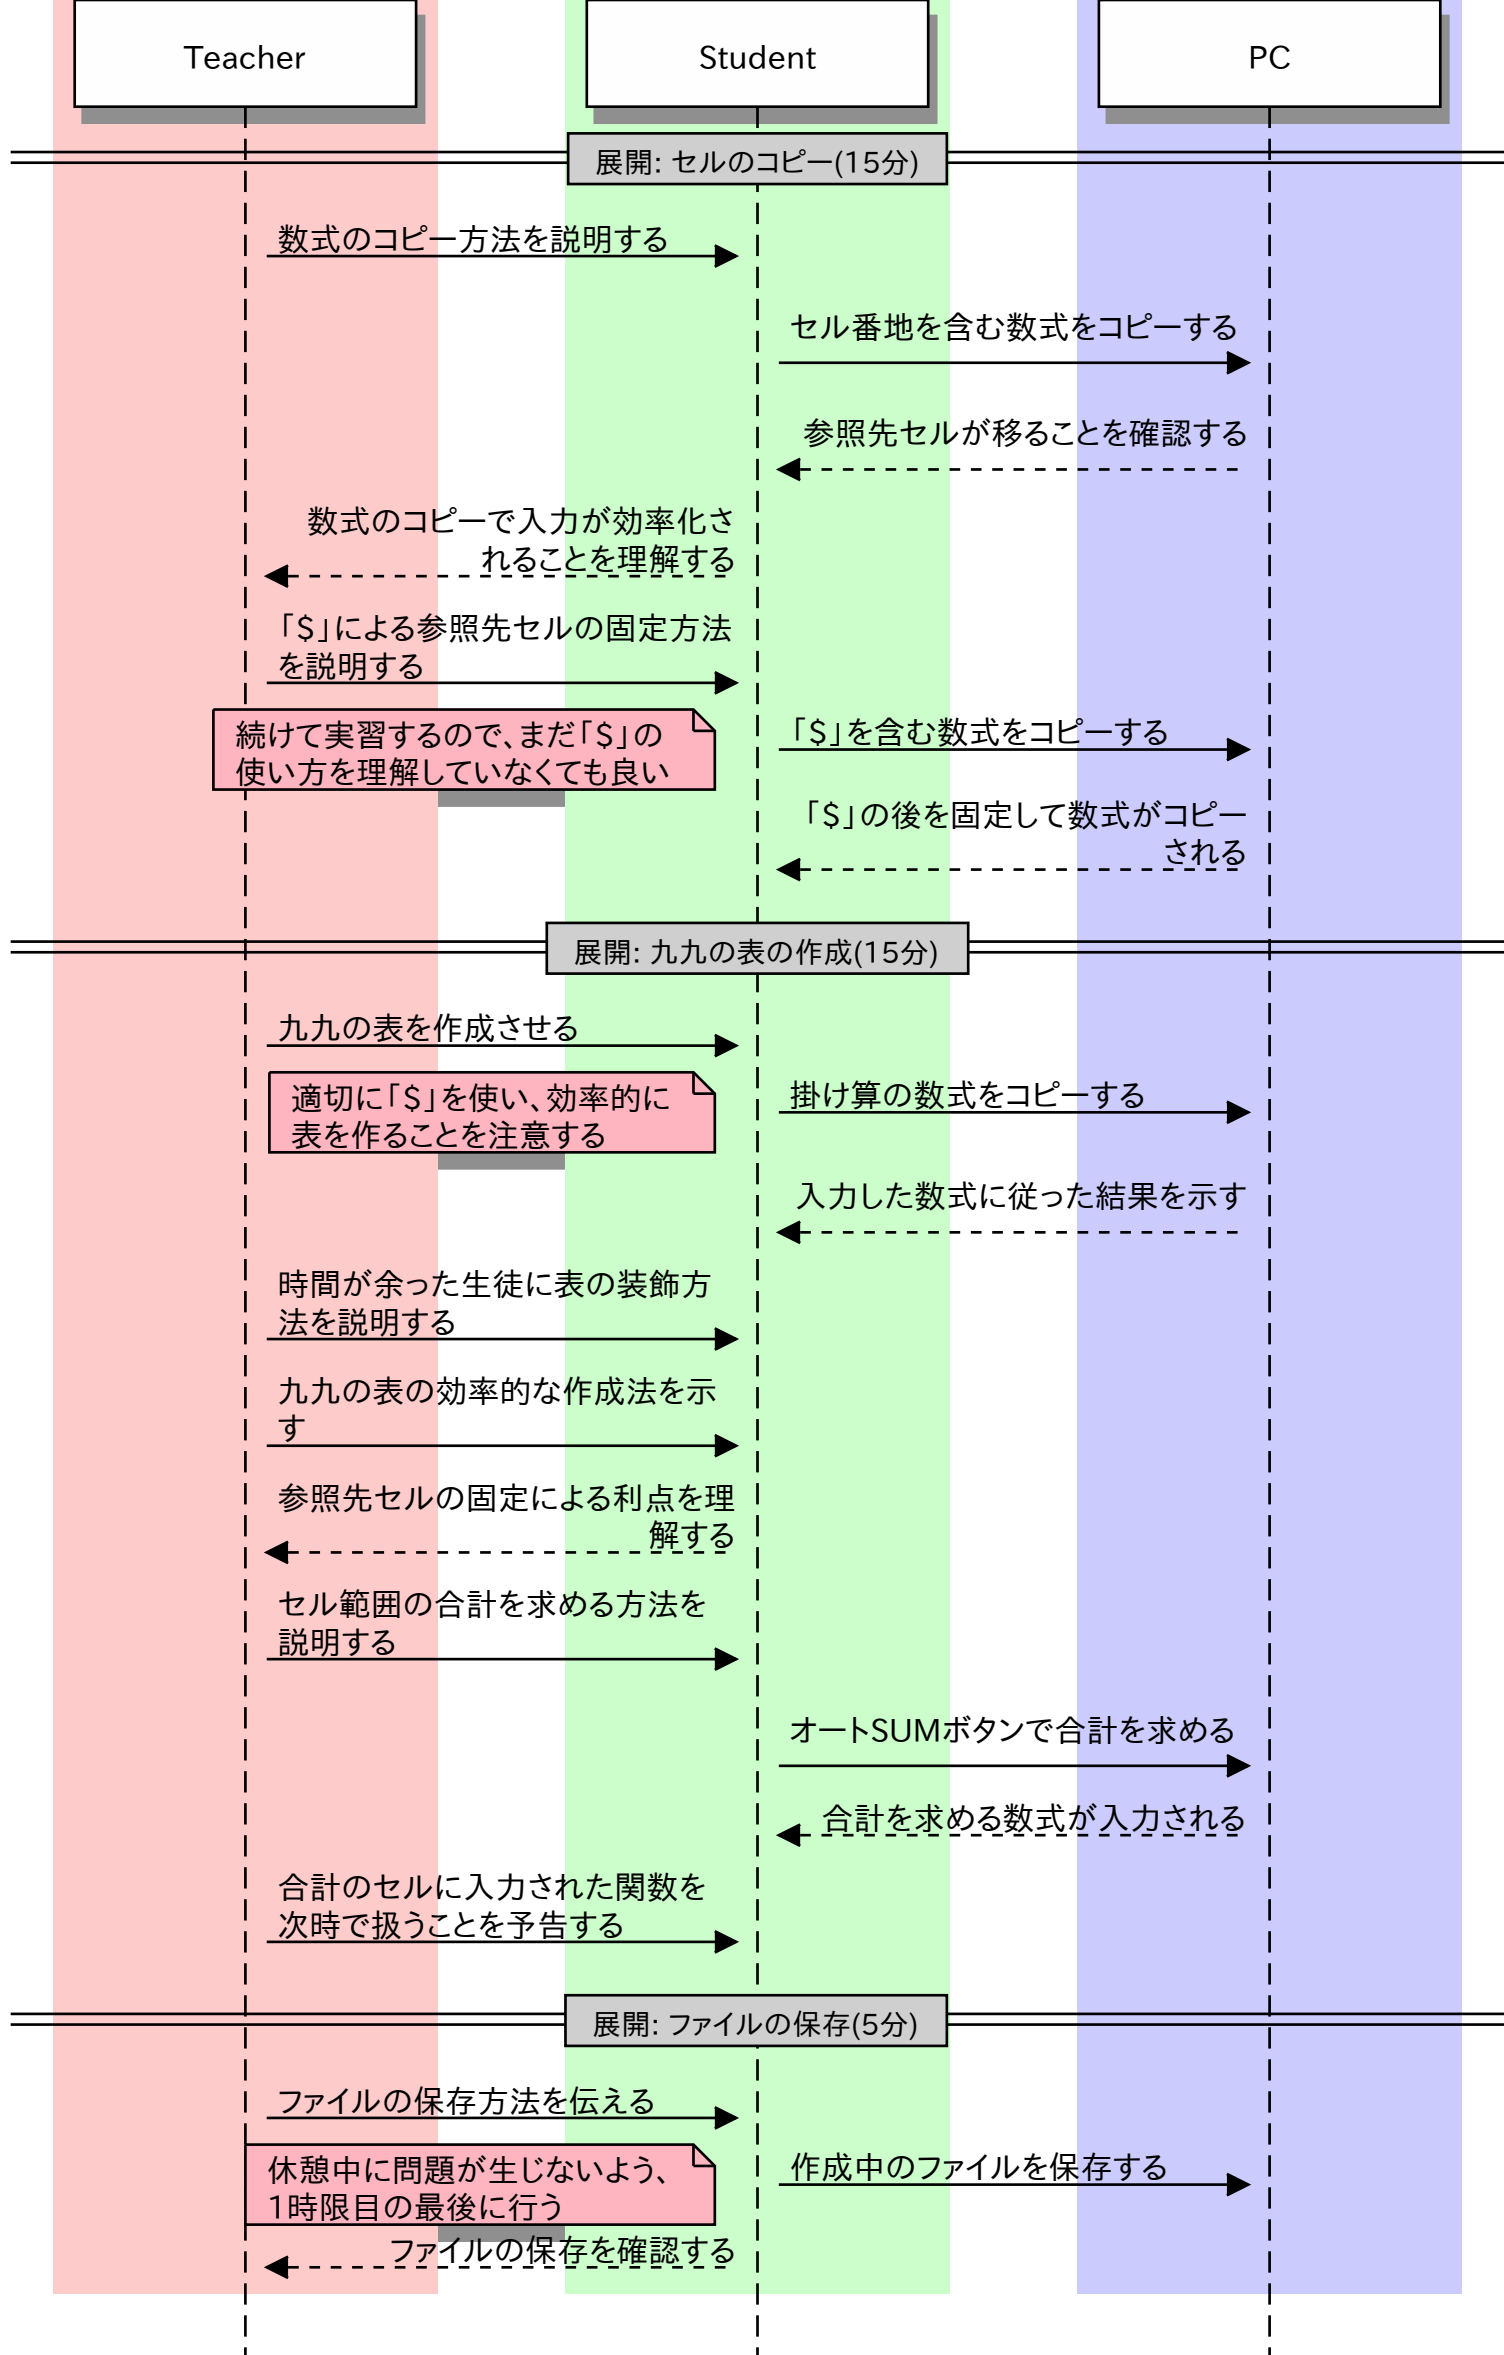 Teacher
Student
PC
展開: セルのコピー(15分)
数式のコピー方法を説明する
セル番地を含む数式をコピーする
参照先セルが移ることを確認する
数式のコピーで入力が効率化さ
れることを理解する
「$」による参照先セルの固定方法
を説明する
続けて実習するので、まだ「$」の
使い方を理解していなくても良い
「$」を含む数式をコピーする
「$」の後を固定して数式がコピー
される
展開: 九九の表の作成(15分)
九九の表を作成させる
適切に「$」を使い、効率的に
表を作ることを注意する
掛け算の数式をコピーする
入力した数式に従った結果を示す
時間が余った生徒に表の装飾方
法を説明する
九九の表の効率的な作成法を示
す
参照先セルの固定による利点を理
解する
セル範囲の合計を求める方法を
説明する
オートSUMボタンで合計を求める
合計を求める数式が入力される
合計のセルに入力された関数を
次時で扱うことを予告する
展開: ファイルの保存(5分)
ファイルの保存方法を伝える
休憩中に問題が生じないよう、
1時限目の最後に行う
作成中のファイルを保存する
ファイルの保存を確認する